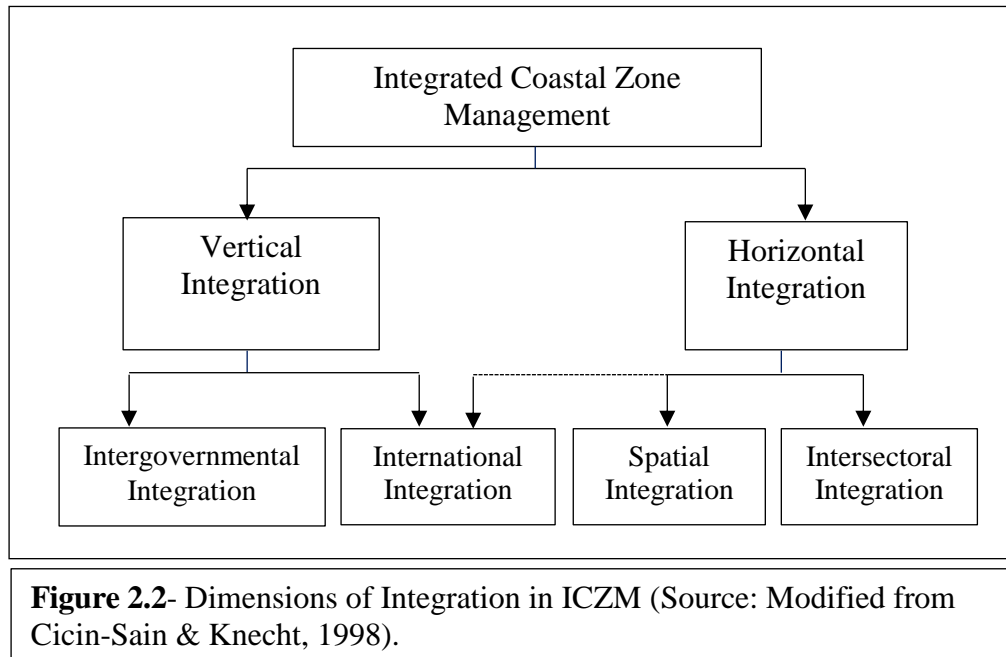 Integrated Coastal Zone
Management
Vertical
Integration
Horizontal
Integration
Intergovernmental
Integration
International
Integration
Spatial
Integration
Intersectoral
Integration
Figure 2.2- Dimensions of Integration in ICZM (Source: Modified from
Cicin-Sain & Knecht, 1998).